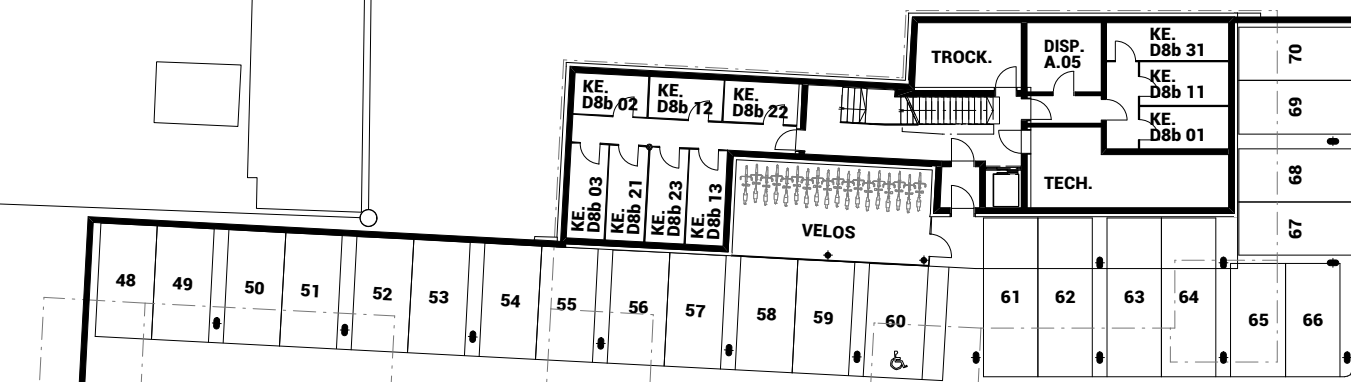 TROCK.
DISP.
A.05
KE.
D8b 31
KE.
D8b 11
KE.
D8b 01
KE.
D8b 02
KE.
D8b 12
KE.
D8b 22
KE.
D8b 03
KE.
D8b 21
KE.
D8b 23
KE.
D8b 13
VELOS
TECH.
70
69
68
67
48
49
50
51
52
53
54
55
56
57
58
59
60
61
62
63
64
65
66